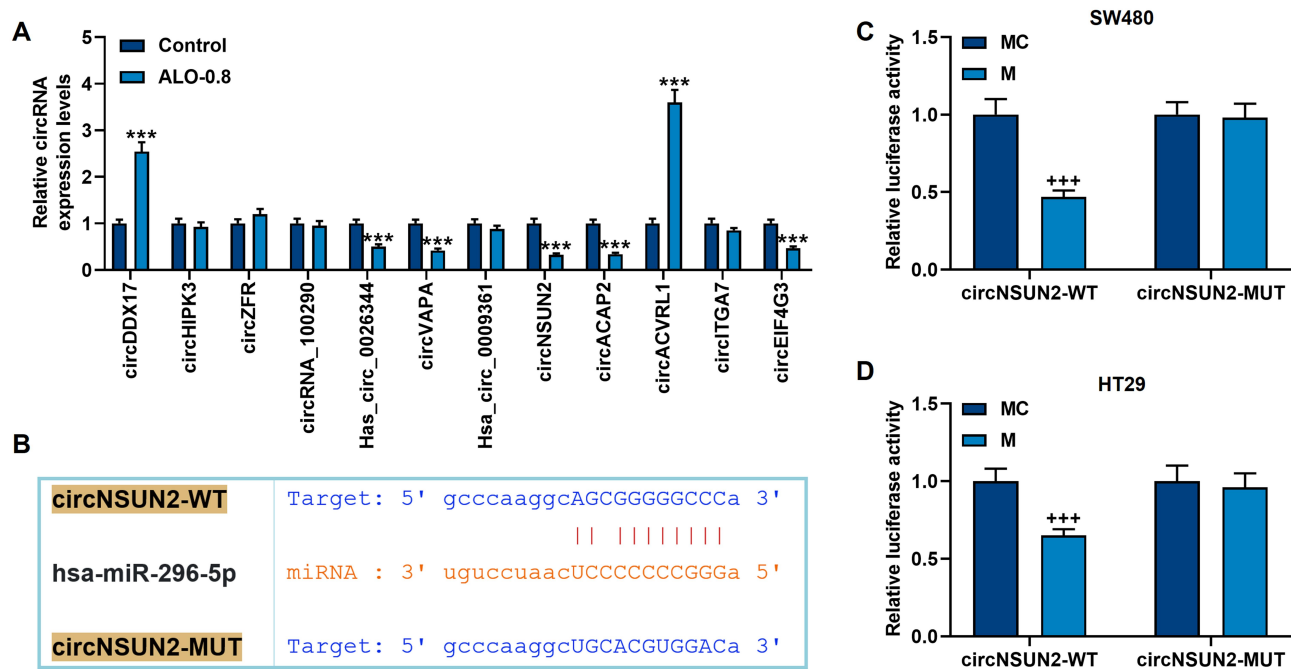 A
Relative circRNA
expression levels
5
4
3
2
1
0
Control
ALO-0.8
***
***
***
***
***
***
***
circDDX17
circHIPK3
circZFR
circRNA_100290
Has_circ_0026344
circVAPA
Hsa_circ_0009361
circNSUN2
circACAP2
circACVRL1
circITGA7
circEIF4G3
B
circNSUN2-WT Target: 5' gcccaaggcAGCGGGGGCCCa 3'
hsa-miR-296-5p miRNA : 3' uguccuaacUCCCCCCCGGGa 5'
circNSUN2-MUT Target: 5' gcccaaggcUGCACGUGGACa 3'
C
SW480
Relative luciferase activity
1.5
1.0
0.5
0.0
MC
M
+++
circNSUN2-WT circNSUN2-MUT
D
HT29
Relative luciferase activity
1.5
1.0
0.5
0.0
MC
M
+++
circNSUN2-WT circNSUN2-MUT